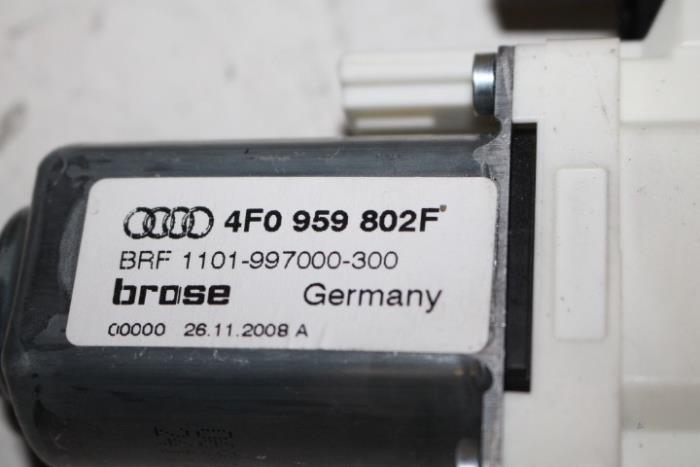 4F0 959 802F
BRF 1101-997000-300
brose Germany
00000 26.11.2008 A